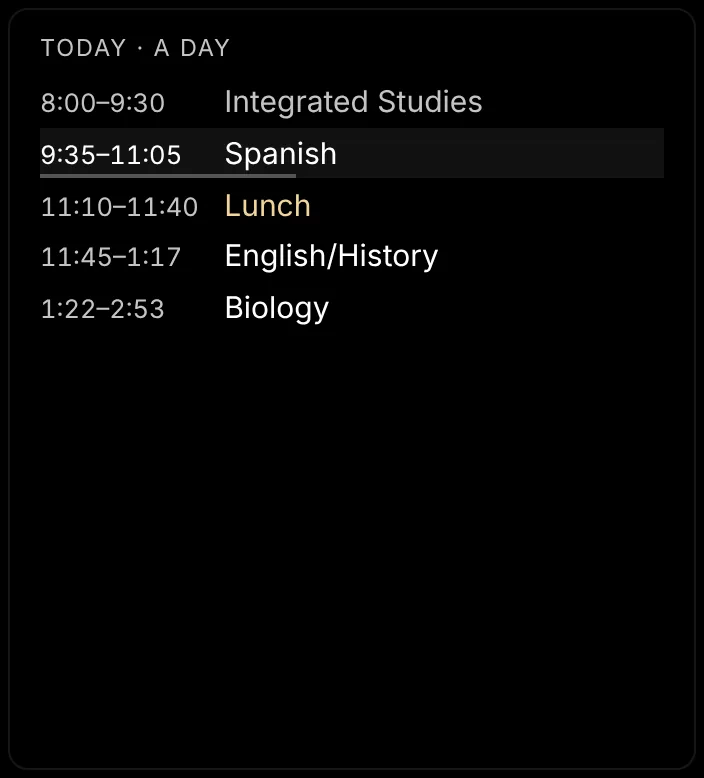 TODAY · A DAY
8:00–9:30 Integrated Studies
9:35–11:05 Spanish
11:10–11:40 Lunch
11:45–1:17 English/History
1:22–2:53 Biology